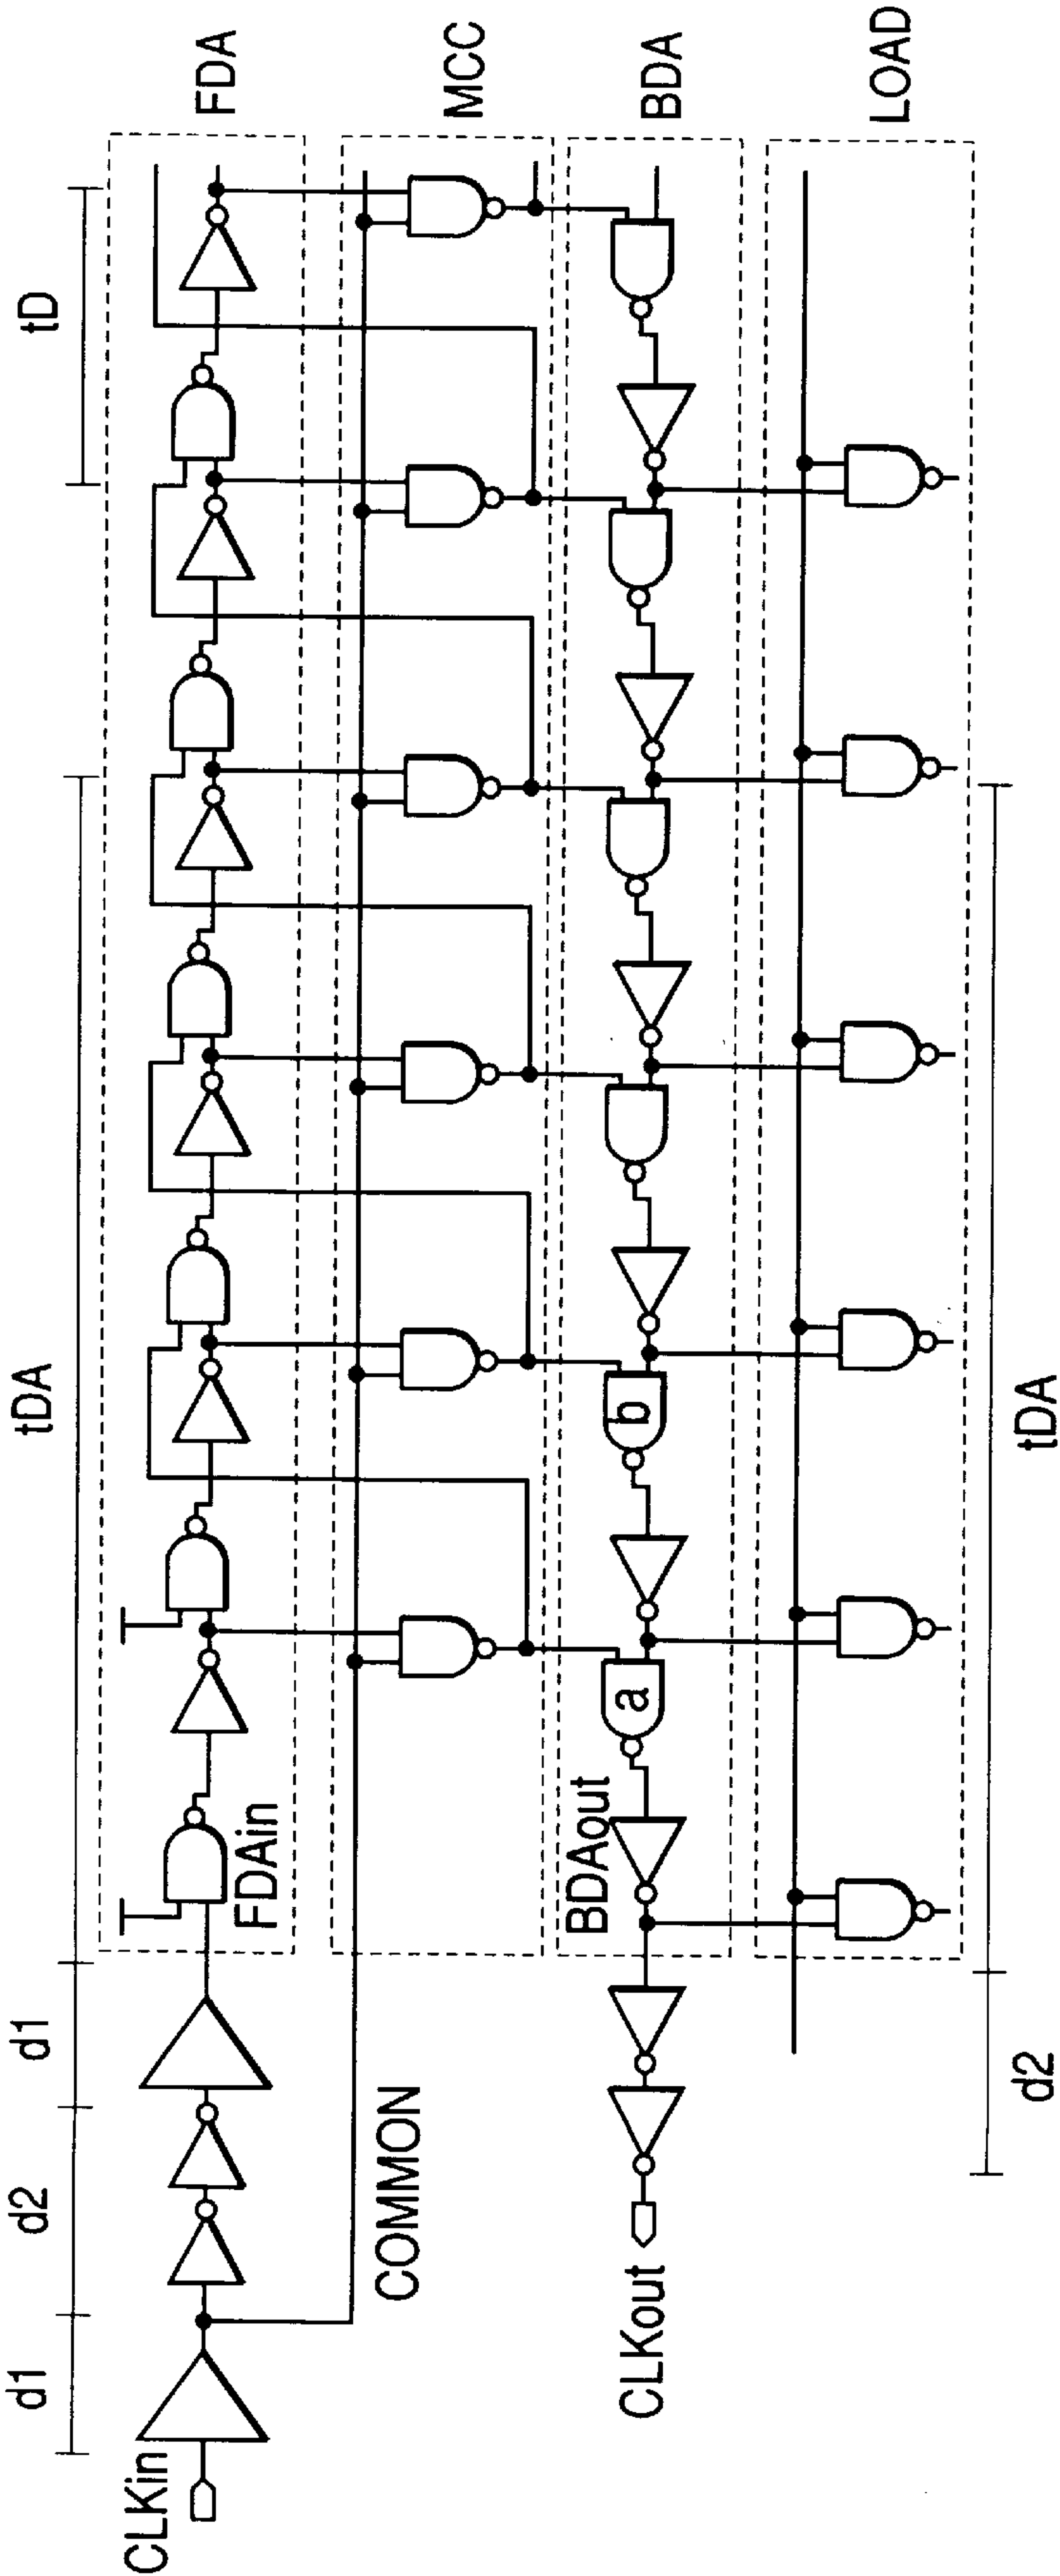 d1
d2
d1
tDA
tD
CLKin
FDAin
FDA
COMMON
MCC
CLKout
BDAout
a
b
BDA
LOAD
d2
tDA